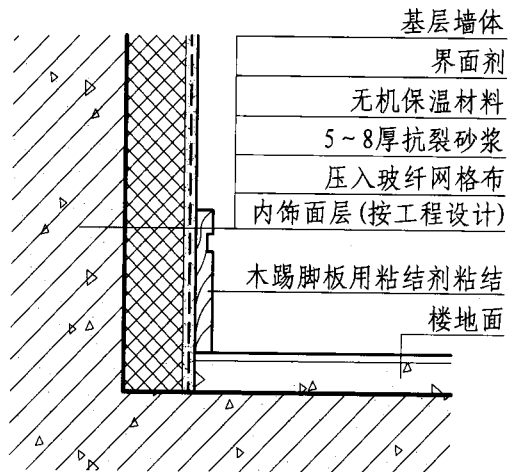 基层墙体
界面剂
无机保温材料
5~8厚抗裂砂浆
压入玻纤网格布
内饰面层(按工程设计)
木踢脚板用粘结剂粘结
楼地面